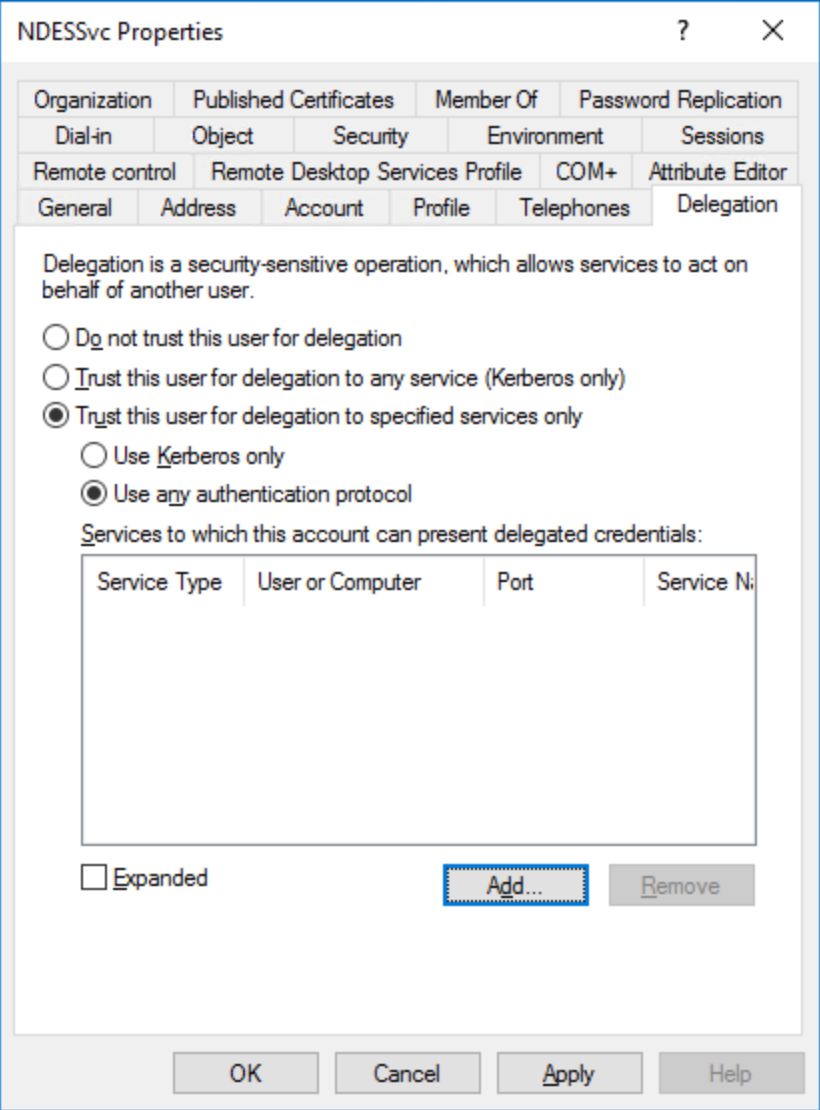 NDESSvc Properties
?
Organization Published Certificates Member Of Password Replication
Dial-in Object Security Environment Sessions
Remote control Remote Desktop Services Profile COM+ Attribute Editor
General Address Account Profile Telephones Delegation
Delegation is a security-sensitive operation, which allows services to act on
behalf of another user.
Do not trust this user for delegation
Trust this user for delegation to any service (Kerberos only)
Trust this user for delegation to specified services only
Use Kerberos only
Use any authentication protocol
Services to which this account can present delegated credentials:
Service Type User or Computer Port Service Na
Expanded
Add... Remove
OK Cancel Apply Help